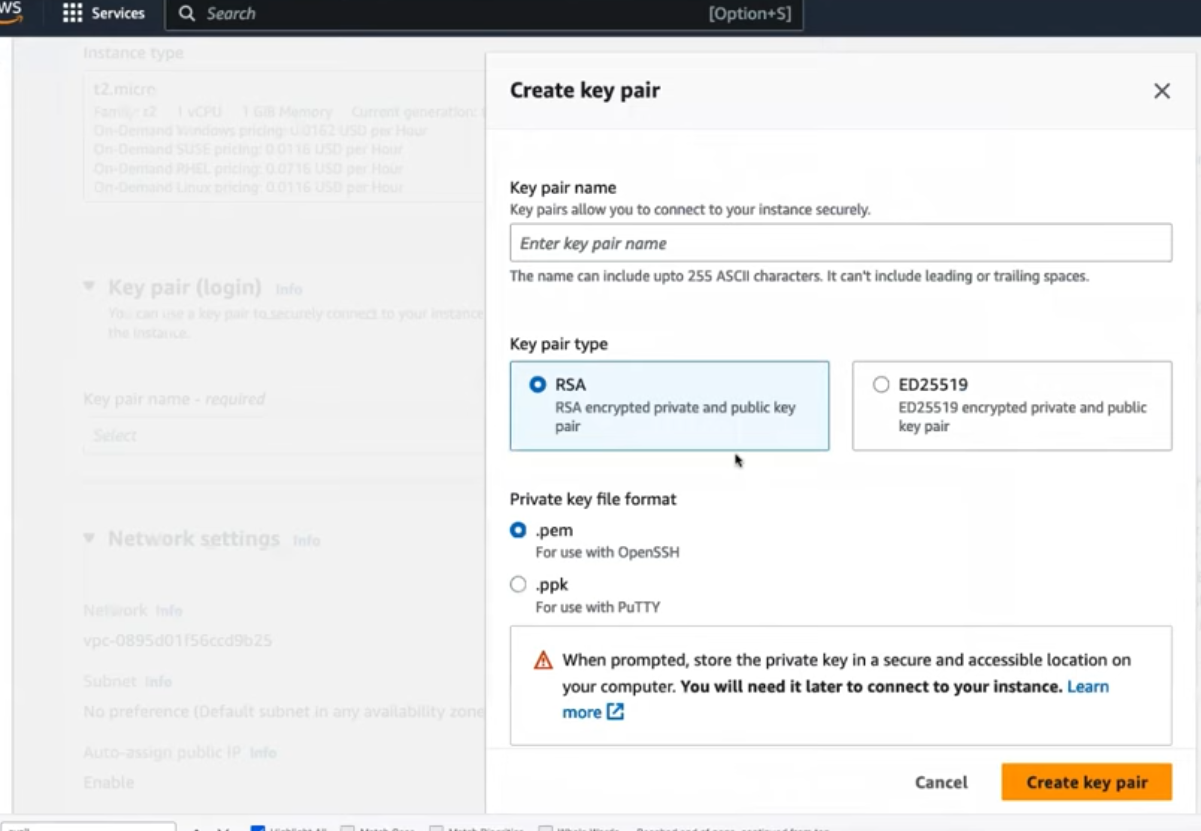 WS
Services
Search
[Option+S]
Instance type
t2.micro
Family: t2 1 vCPU 1 GiB Memory Current generation:
On-Demand Windows pricing: 0.0162 USD per Hour
On-Demand SUSE pricing: 0.0116 USD per Hour
On-Demand RHEL pricing: 0.0716 USD per Hour
On-Demand Linux pricing: 0.0116 USD per Hour
Key pair (login) Info
You can use a key pair to securely connect to your instance
the instance.
Key pair name - required
Select
Network settings Info
Network Info
vpc-0895d01f56ccd9b25
Subnet Info
No preference (Default subnet in any availability zone
Auto-assign public IP Info
Enable
Create key pair
Key pair name
Key pairs allow you to connect to your instance securely.
Enter key pair name
The name can include upto 255 ASCII characters. It can't include leading or trailing spaces.
Key pair type
RSA
RSA encrypted private and public key
pair
ED25519
ED25519 encrypted private and public
key pair
Private key file format
.pem
For use with OpenSSH
.ppk
For use with PuTTY
When prompted, store the private key in a secure and accessible location on
your computer. You will need it later to connect to your instance. Learn
more
Cancel
Create key pair